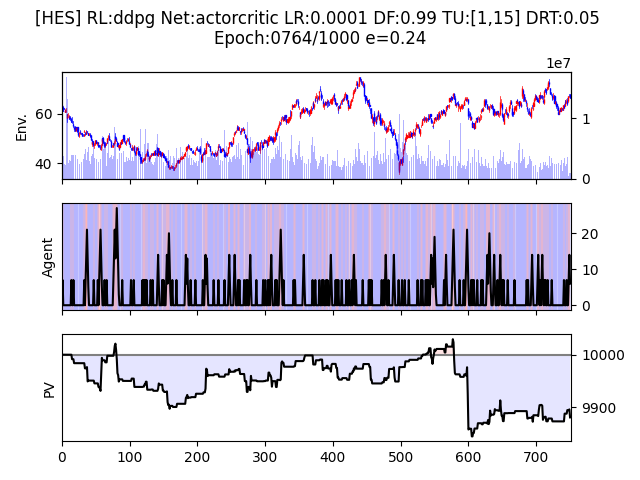 [HES] RL:ddpg Net:actorcritic LR:0.0001 DF:0.99 TU:[1,15] DRT:0.05
Epoch:0764/1000 e=0.24
1e7
Env.
60
40
1
0
Agent
20
10
0
PV
10000
9900
0 100 200 300 400 500 600 700